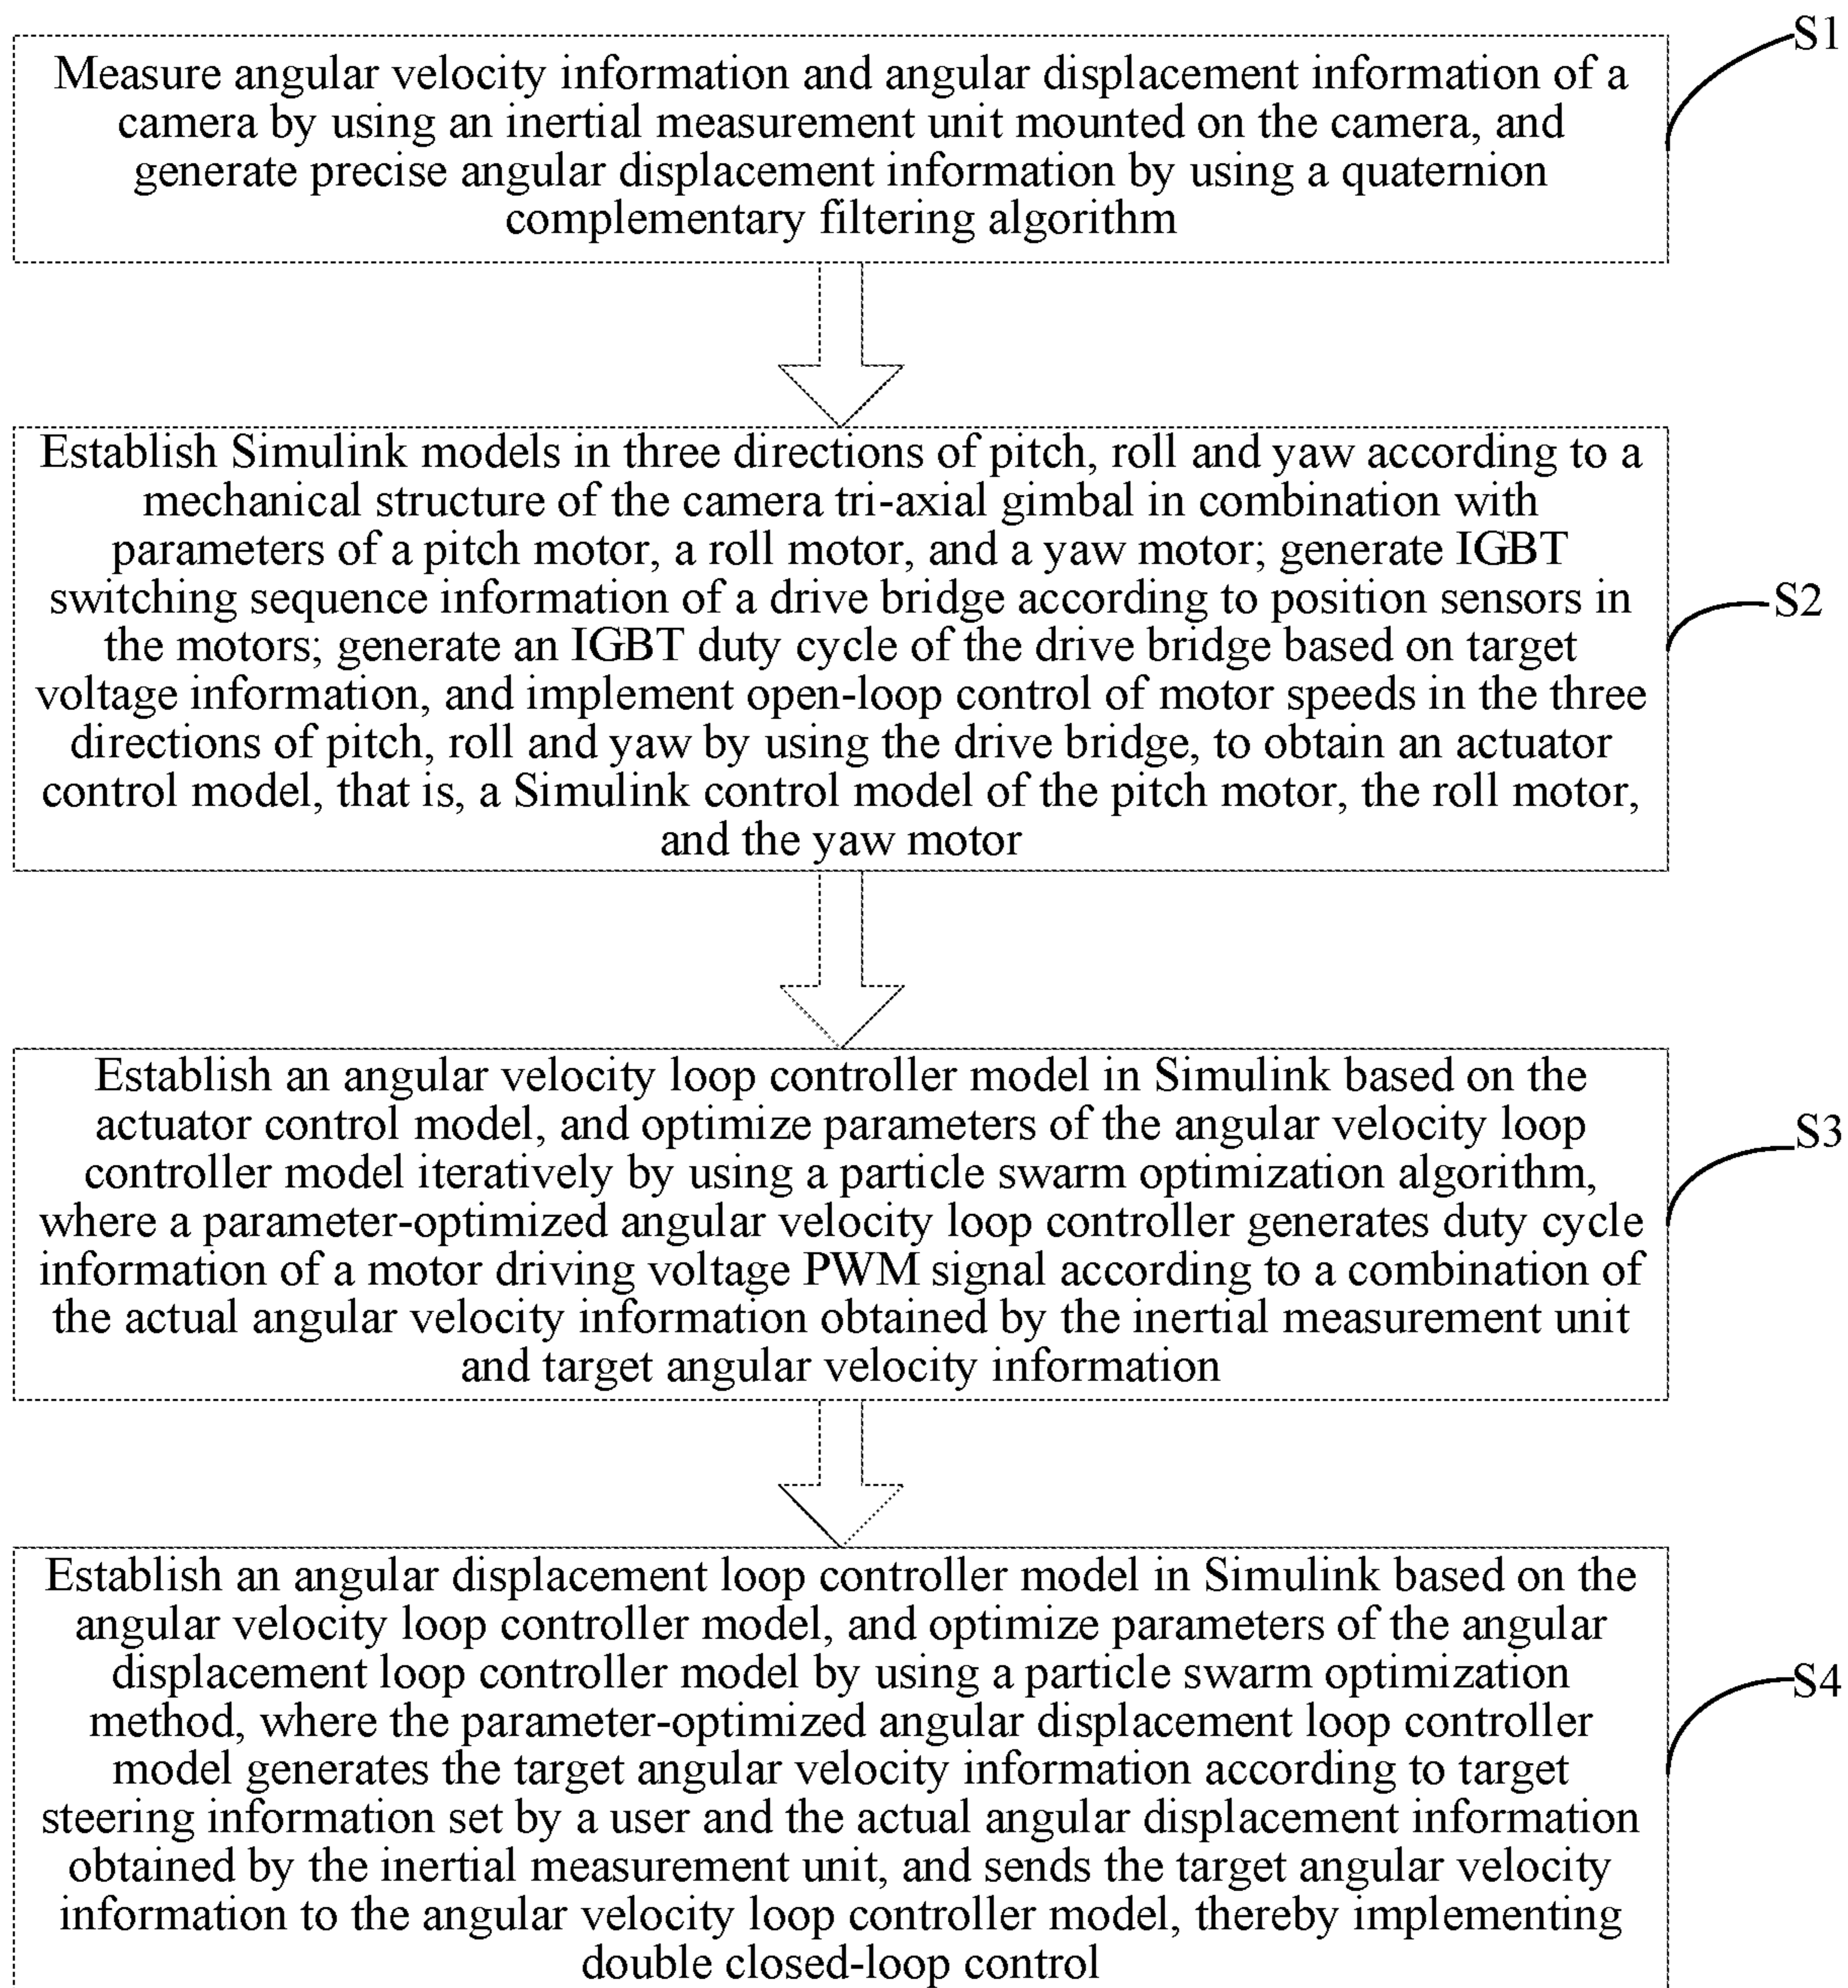 S1
Measure angular velocity information and angular displacement information of a
camera by using an inertial measurement unit mounted on the camera, and
generate precise angular displacement information by using a quaternion
complementary filtering algorithm
Establish Simulink models in three directions of pitch, roll and yaw according to a
mechanical structure of the camera tri-axial gimbal in combination with
parameters of a pitch motor, a roll motor, and a yaw motor; generate IGBT
switching sequence information of a drive bridge according to position sensors in
the motors; generate an IGBT duty cycle of the drive bridge based on target
voltage information, and implement open-loop control of motor speeds in the three
directions of pitch, roll and yaw by using the drive bridge, to obtain an actuator
control model, that is, a Simulink control model of the pitch motor, the roll motor,
and the yaw motor
S2
Establish an angular velocity loop controller model in Simulink based on the
actuator control model, and optimize parameters of the angular velocity loop
controller model iteratively by using a particle swarm optimization algorithm,
where a parameter-optimized angular velocity loop controller generates duty cycle
information of a motor driving voltage PWM signal according to a combination of
the actual angular velocity information obtained by the inertial measurement unit
and target angular velocity information
S3
Establish an angular displacement loop controller model in Simulink based on the
angular velocity loop controller model, and optimize parameters of the angular
displacement loop controller model by using a particle swarm optimization
method, where the parameter-optimized angular displacement loop controller
model generates the target angular velocity information according to target
steering information set by a user and the actual angular displacement information
obtained by the inertial measurement unit, and sends the target angular velocity
information to the angular velocity loop controller model, thereby implementing
double closed-loop control
S4